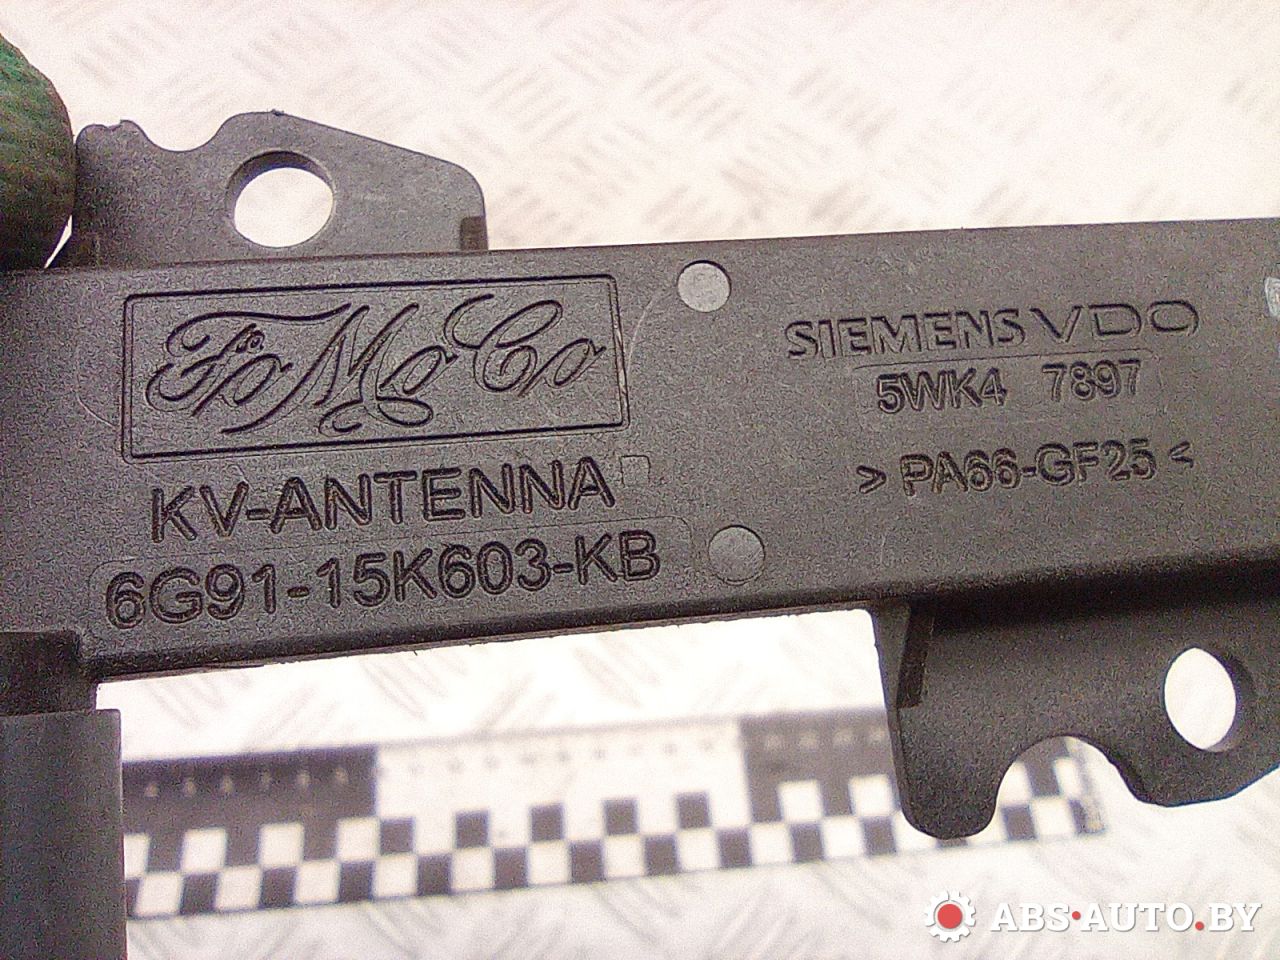 FoMoCo
KV-ANTENNA
6G91-15K603-KB
SIEMENS VDO
5WK4 7897
>PA66-GF25<
ABS-AUTO.BY